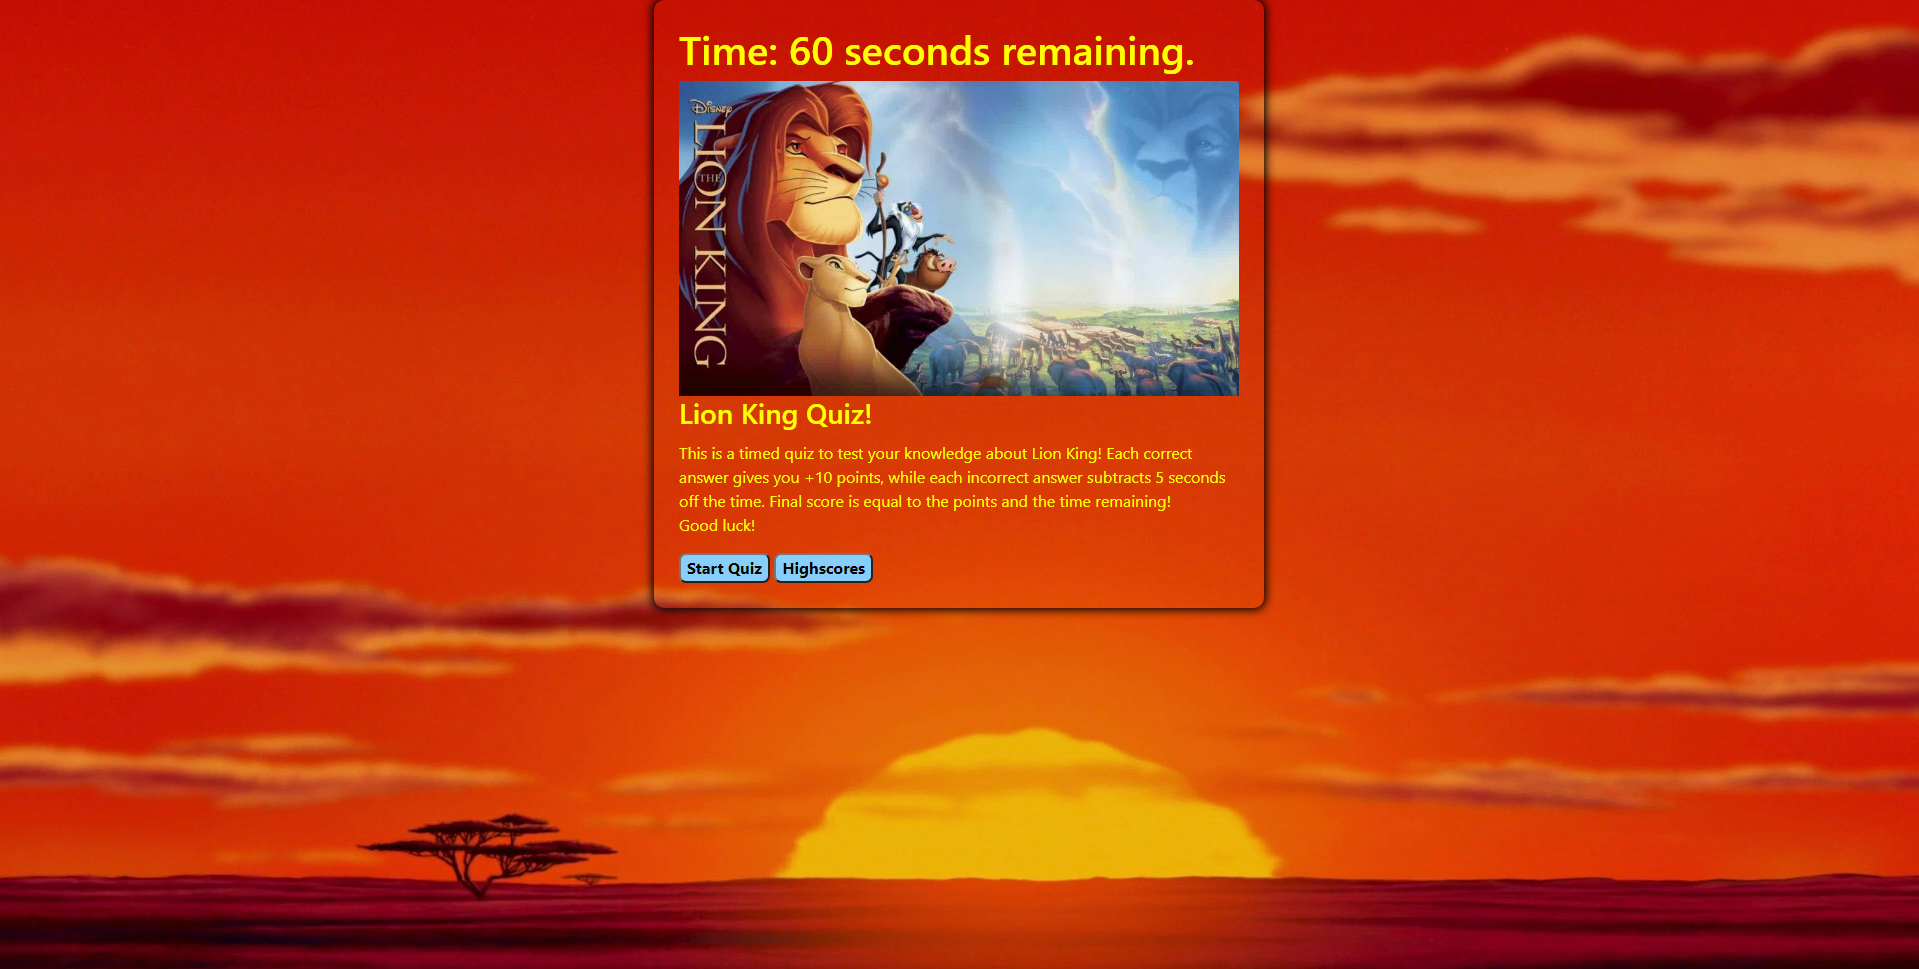 Time: 60 seconds remaining.
Disney
THE
LION KING
Lion King Quiz!
This is a timed quiz to test your knowledge about Lion King! Each correct
answer gives you +10 points, while each incorrect answer subtracts 5 seconds
off the time. Final score is equal to the points and the time remaining!
Good luck!
Start Quiz Highscores